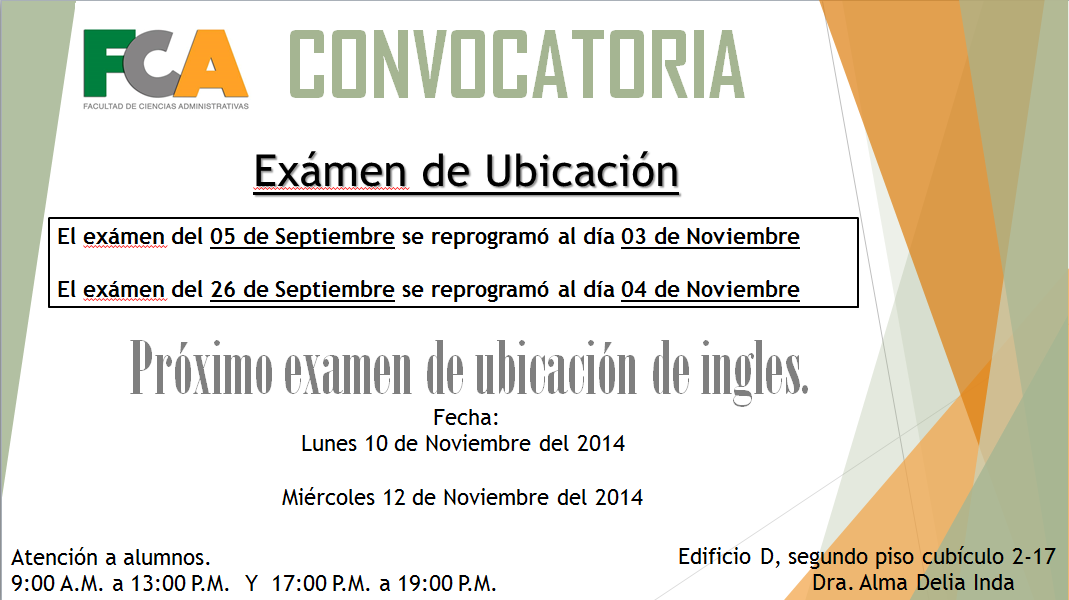 FCA
FACULTAD DE CIENCIAS ADMINISTRATIVAS
CONVOCATORIA
Exámen de Ubicación
El exámen del 05 de Septiembre se reprogramó al día 03 de Noviembre
El exámen del 26 de Septiembre se reprogramó al día 04 de Noviembre
Próximo examen de ubicación de ingles.
Fecha:
Lunes 10 de Noviembre del 2014
Miércoles 12 de Noviembre del 2014
Atención a alumnos.
9:00 A.M. a 13:00 P.M.  Y  17:00 P.M. a 19:00 P.M.
Edificio D, segundo piso cubículo 2-17
Dra. Alma Delia Inda